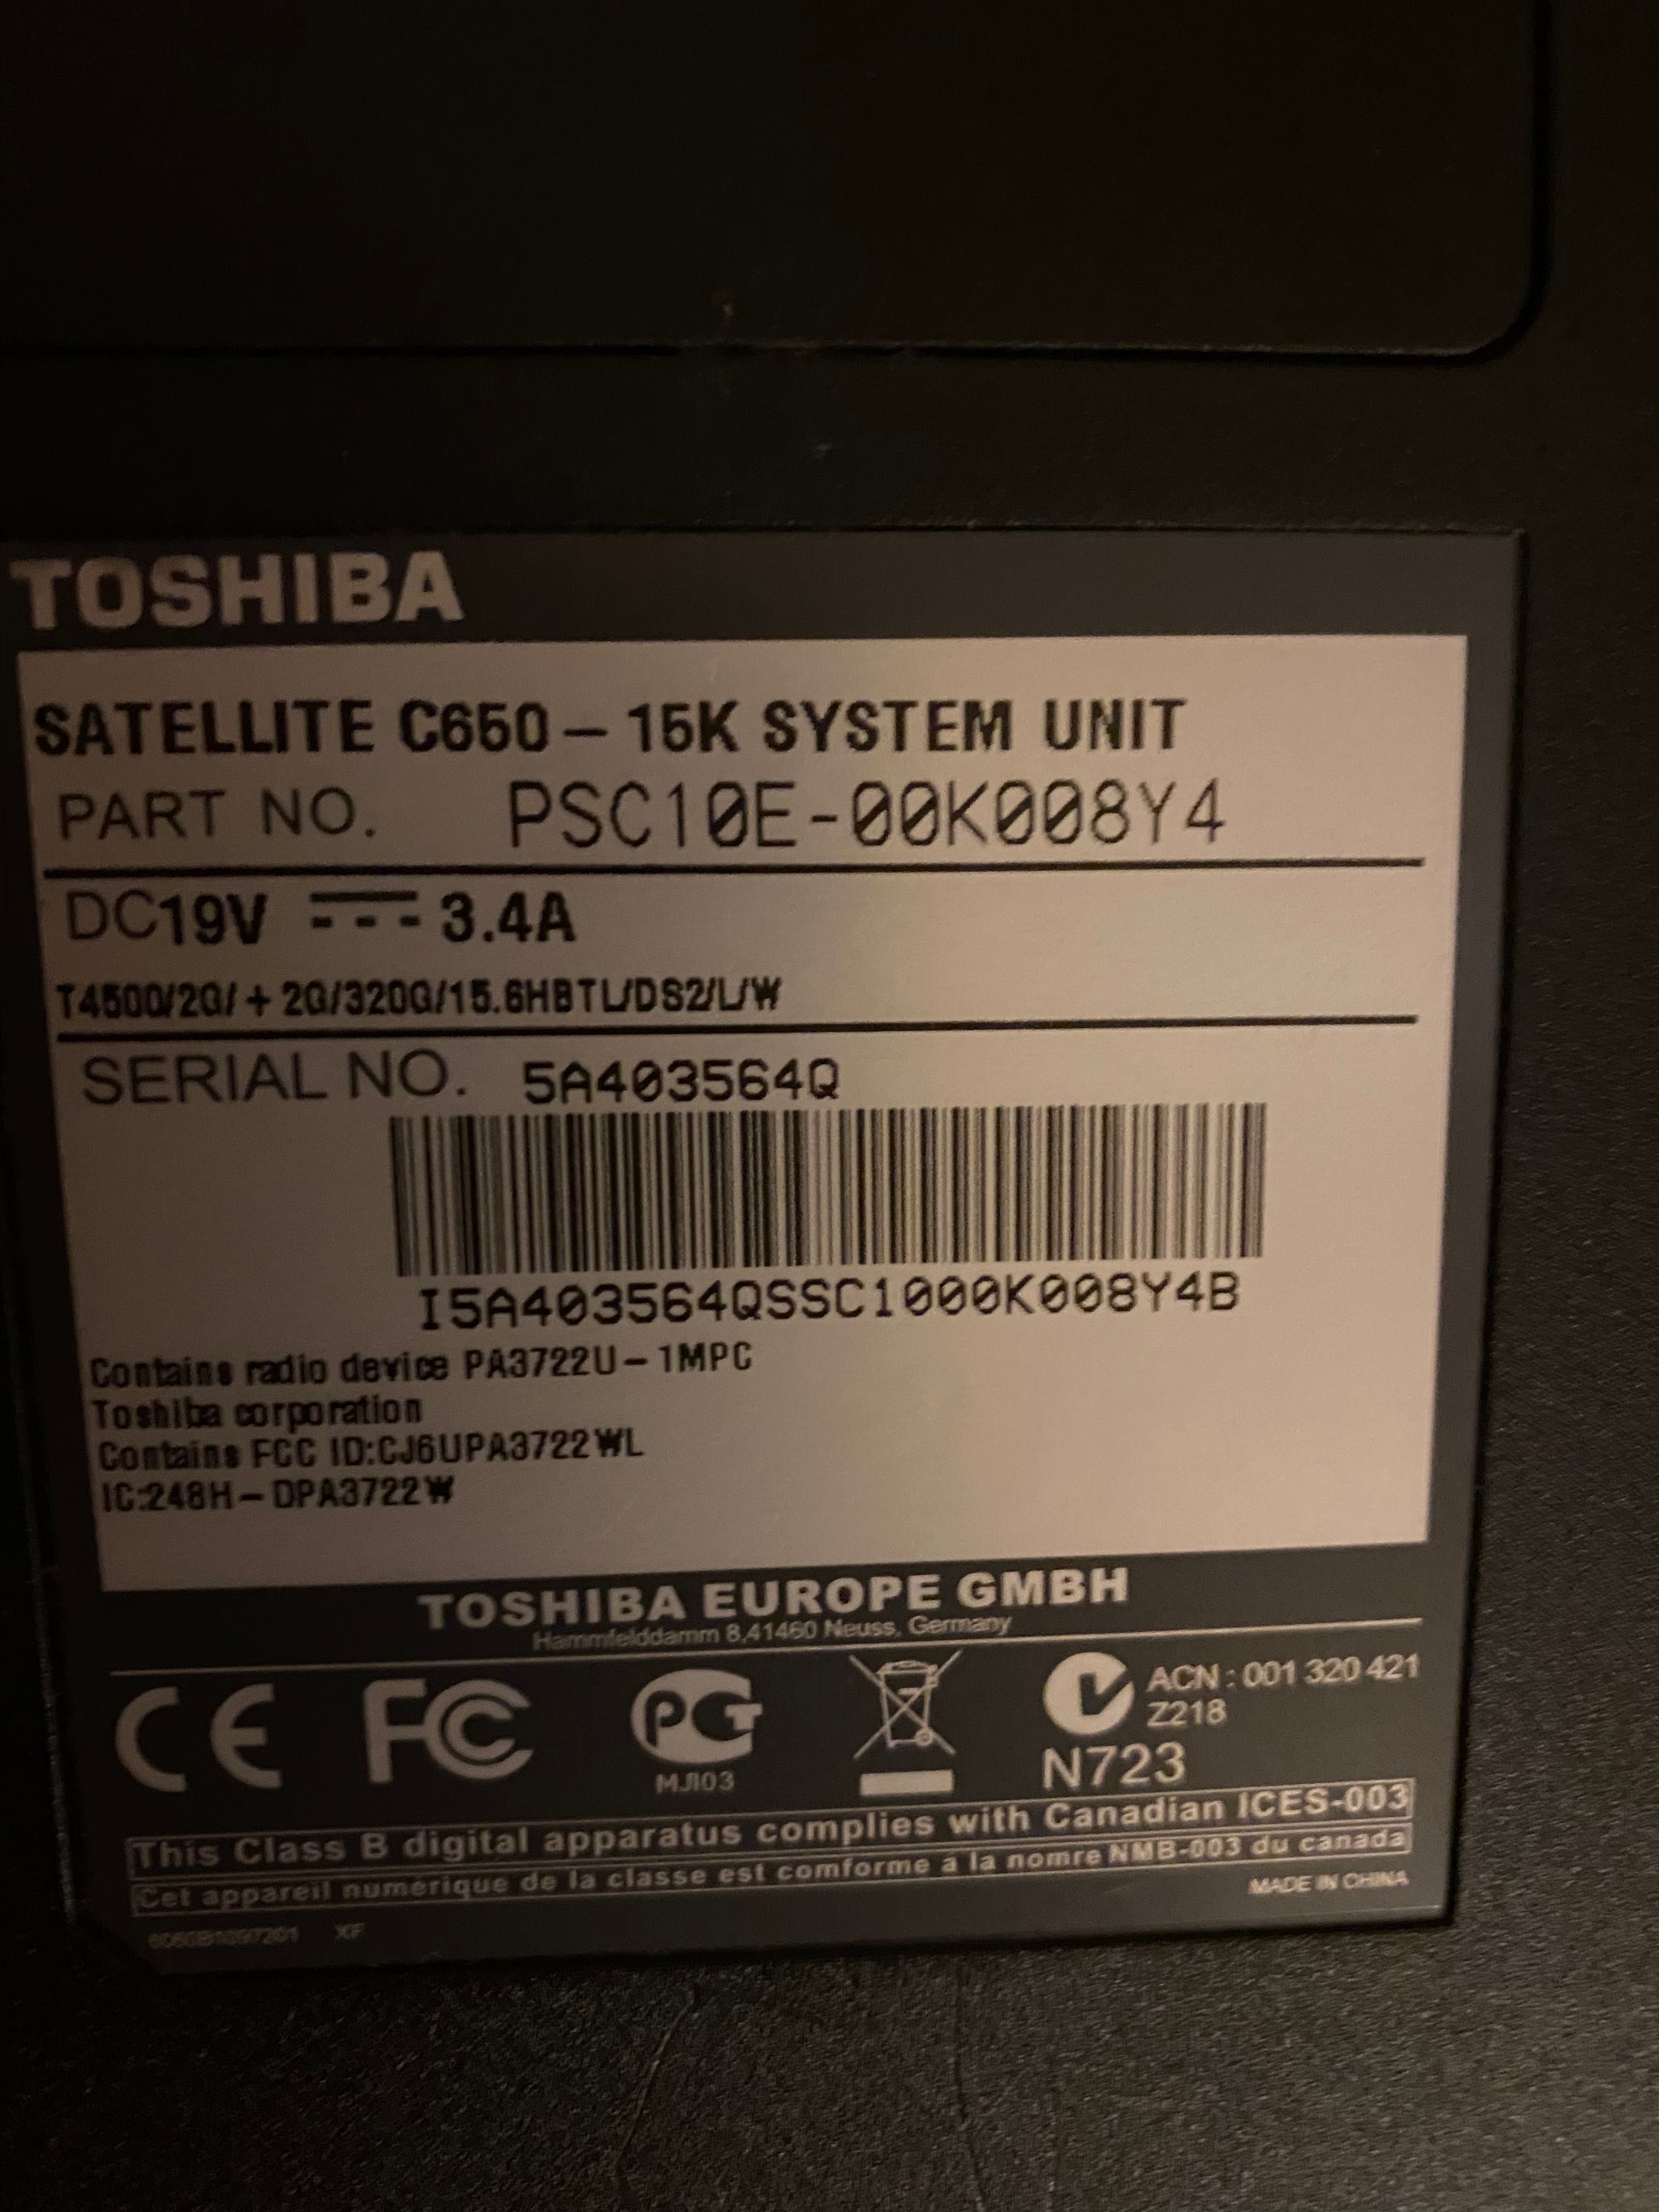 TOSHIBA
SATELLITE C650-15K SYSTEM UNIT
PART NO. PSC10E-00K008Y4
DC19V 3.4A
T4500/2G/+2G/320G/15.6HBTL/DS2/L/W
SERIAL NO. 5A403564Q
I5A403564QSSC1000K008Y4B
Contains radio device PA3722U-1MPC
Toshiba corporation
Contains FCC ID:CJ6UPA3722WL
IC:248H-DPA3722W
TOSHIBA EUROPE GMBH
Hammfelddamm 8,41460 Neuss, Germany
CE FC PG
МЛ03
ACN : 001 320 421
Z218
N723
This Class B digital apparatus complies with Canadian ICES-003
Cet appareil numérique de la classe est comforme à la nomre NMB-003 du canada
MADE IN CHINA
6060B1097201 XF